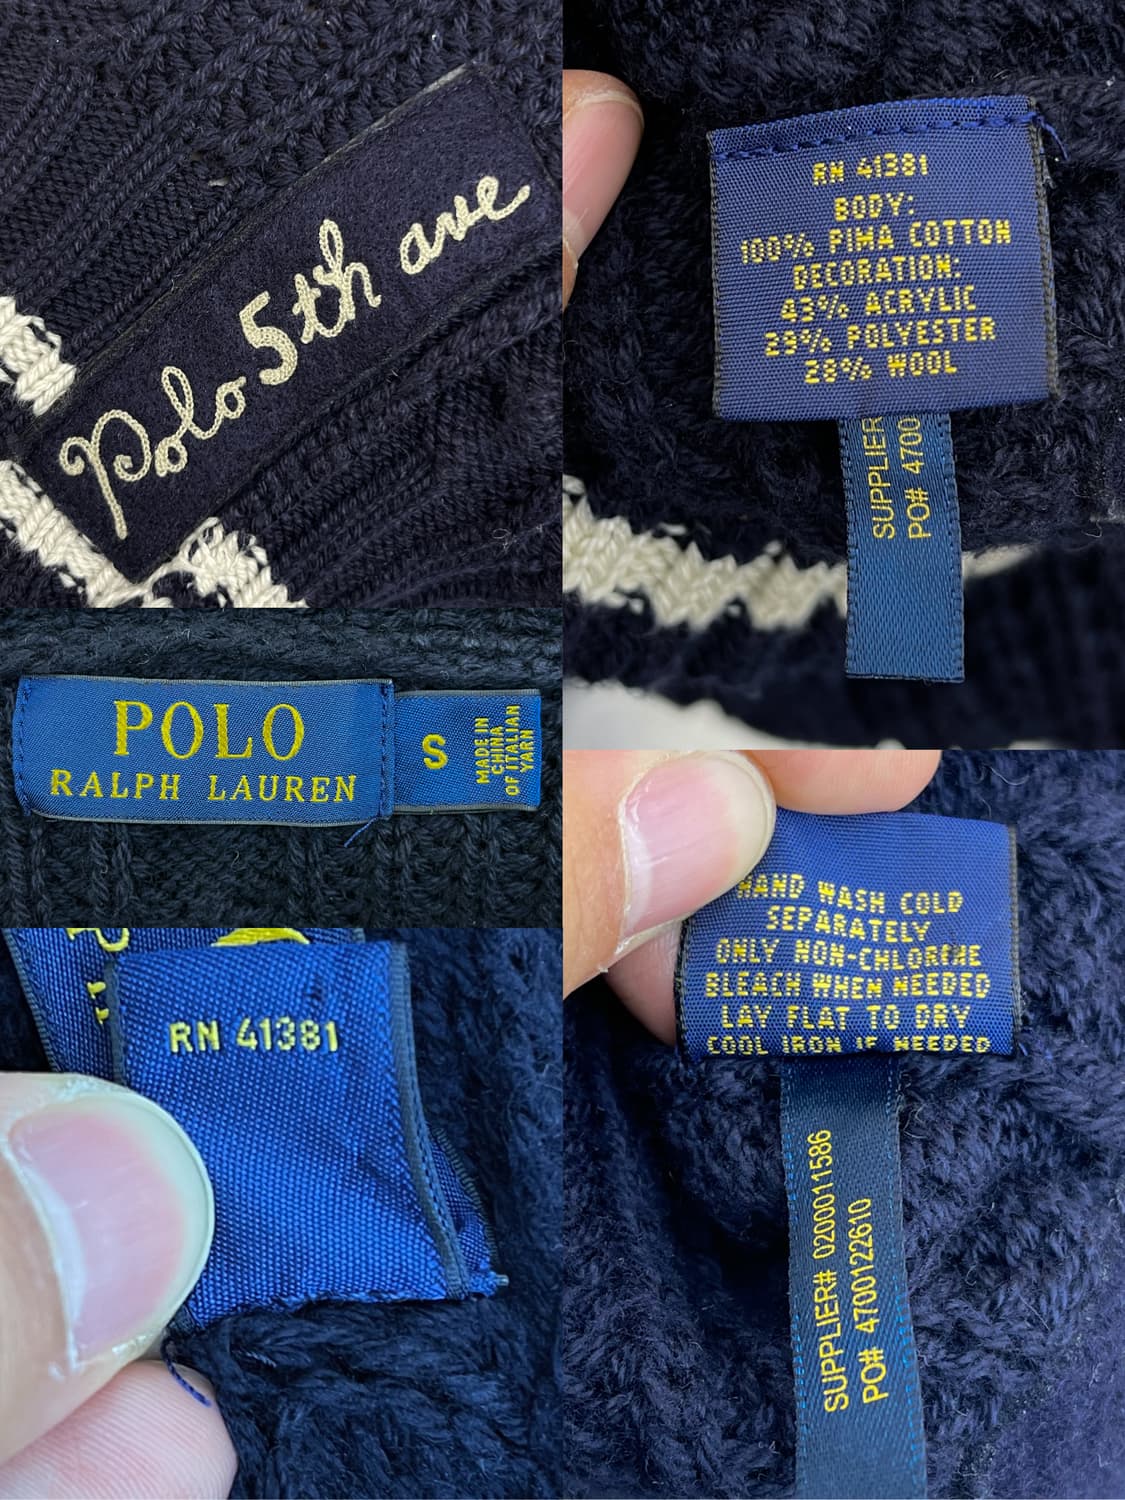 Polo 5th ave
RN 41381
BODY:
100% PIMA COTTON
DECORATION:
43% ACRYLIC
29% POLYESTER
28% WOOL
SUPPLIER
PO# 4700
POLO
RALPH LAUREN
S
MADE IN
CHINA
OF ITALIAN
YARN
RN 41381
HAND WASH COLD
SEPARATELY
ONLY NON-CHLORINE
BLEACH WHEN NEEDED
LAY FLAT TO DRY
COOL IRON IF NEEDED
SUPPLIER# 0200011586
PO# 4700122610